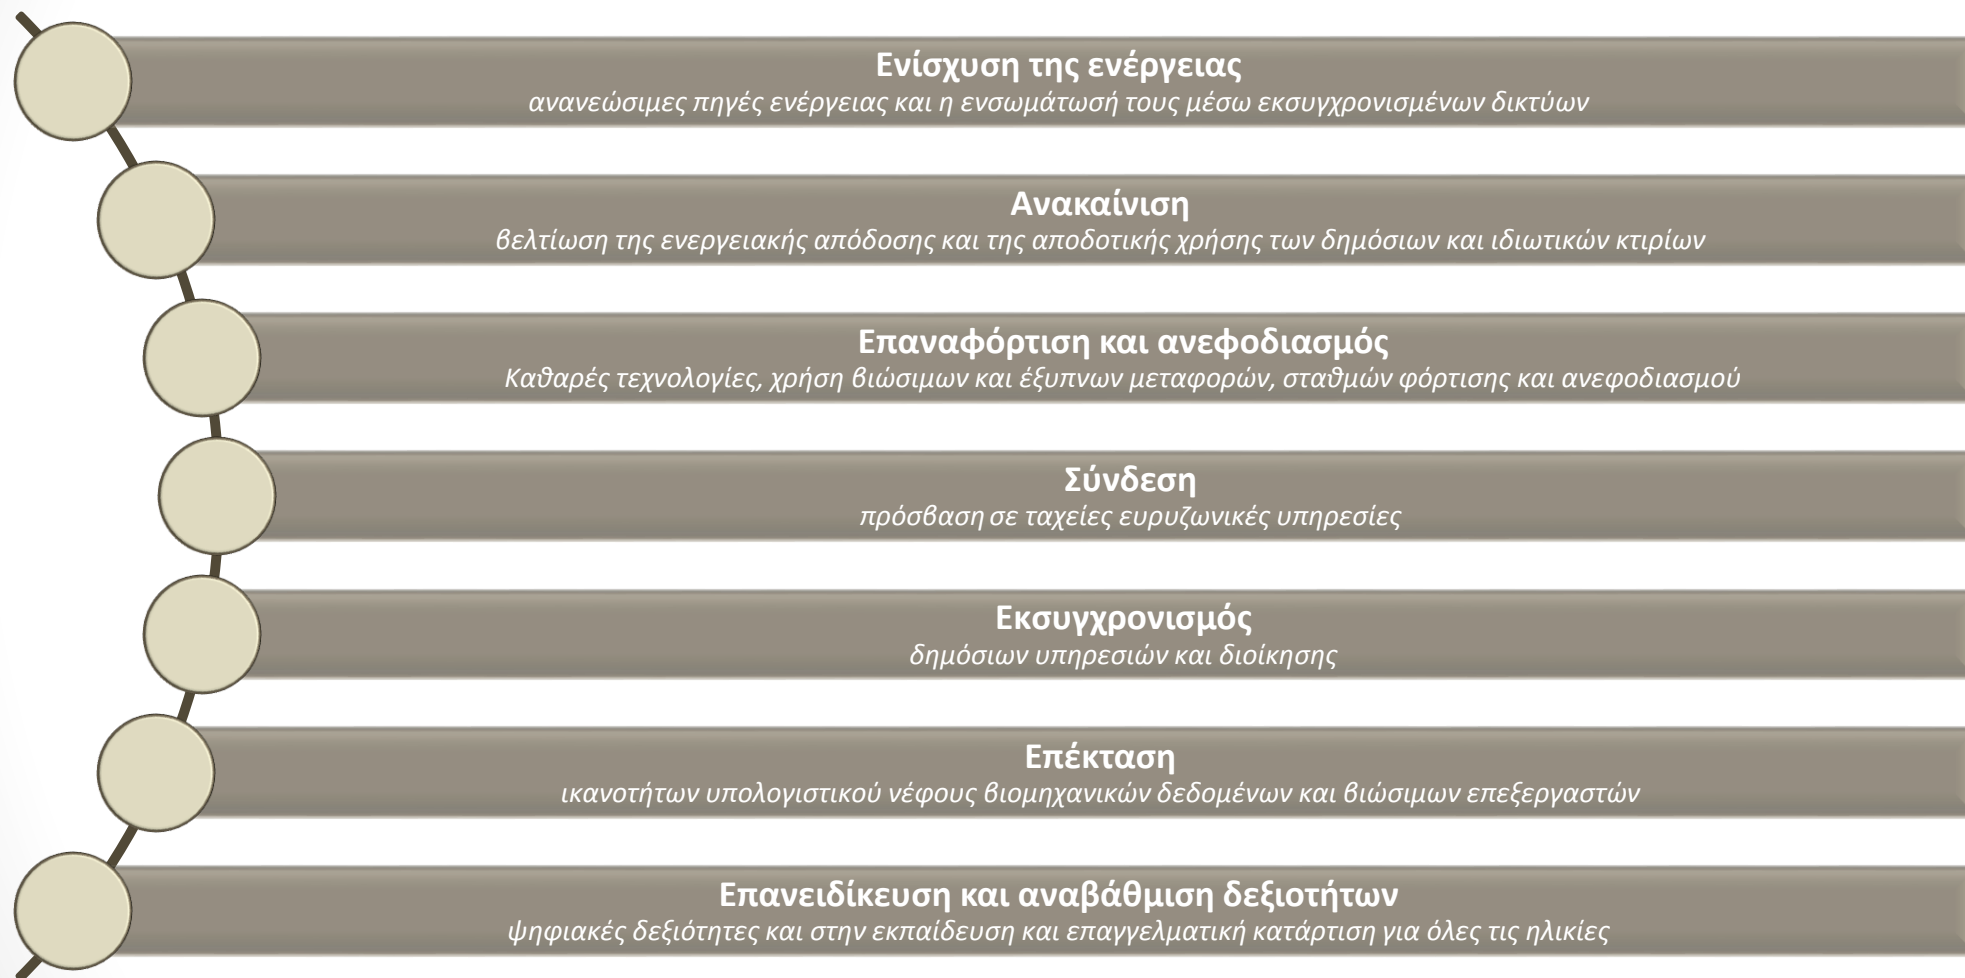 Ενίσχυση της ενέργειας
ανανεώσιμες πηγές ενέργειας και η ενσωμάτωσή τους μέσω εκσυγχρονισμένων δικτύων
Ανακαίνιση
βελτίωση της ενεργειακής απόδοσης και της αποδοτικής χρήσης των δημόσιων και ιδιωτικών κτιρίων
Επαναφόρτιση και ανεφοδιασμός
Καθαρές τεχνολογίες, χρήση βιώσιμων και έξυπνων μεταφορών, σταθμών φόρτισης και ανεφοδιασμού
Σύνδεση
πρόσβαση σε ταχείες ευρυζωνικές υπηρεσίες
Εκσυγχρονισμός
δημόσιων υπηρεσιών και διοίκησης
Επέκταση
ικανοτήτων υπολογιστικού νέφους βιομηχανικών δεδομένων και βιώσιμων επεξεργαστών
Επανειδίκευση και αναβάθμιση δεξιοτήτων
ψηφιακές δεξιότητες και στην εκπαίδευση και επαγγελματική κατάρτιση για όλες τις ηλικίες